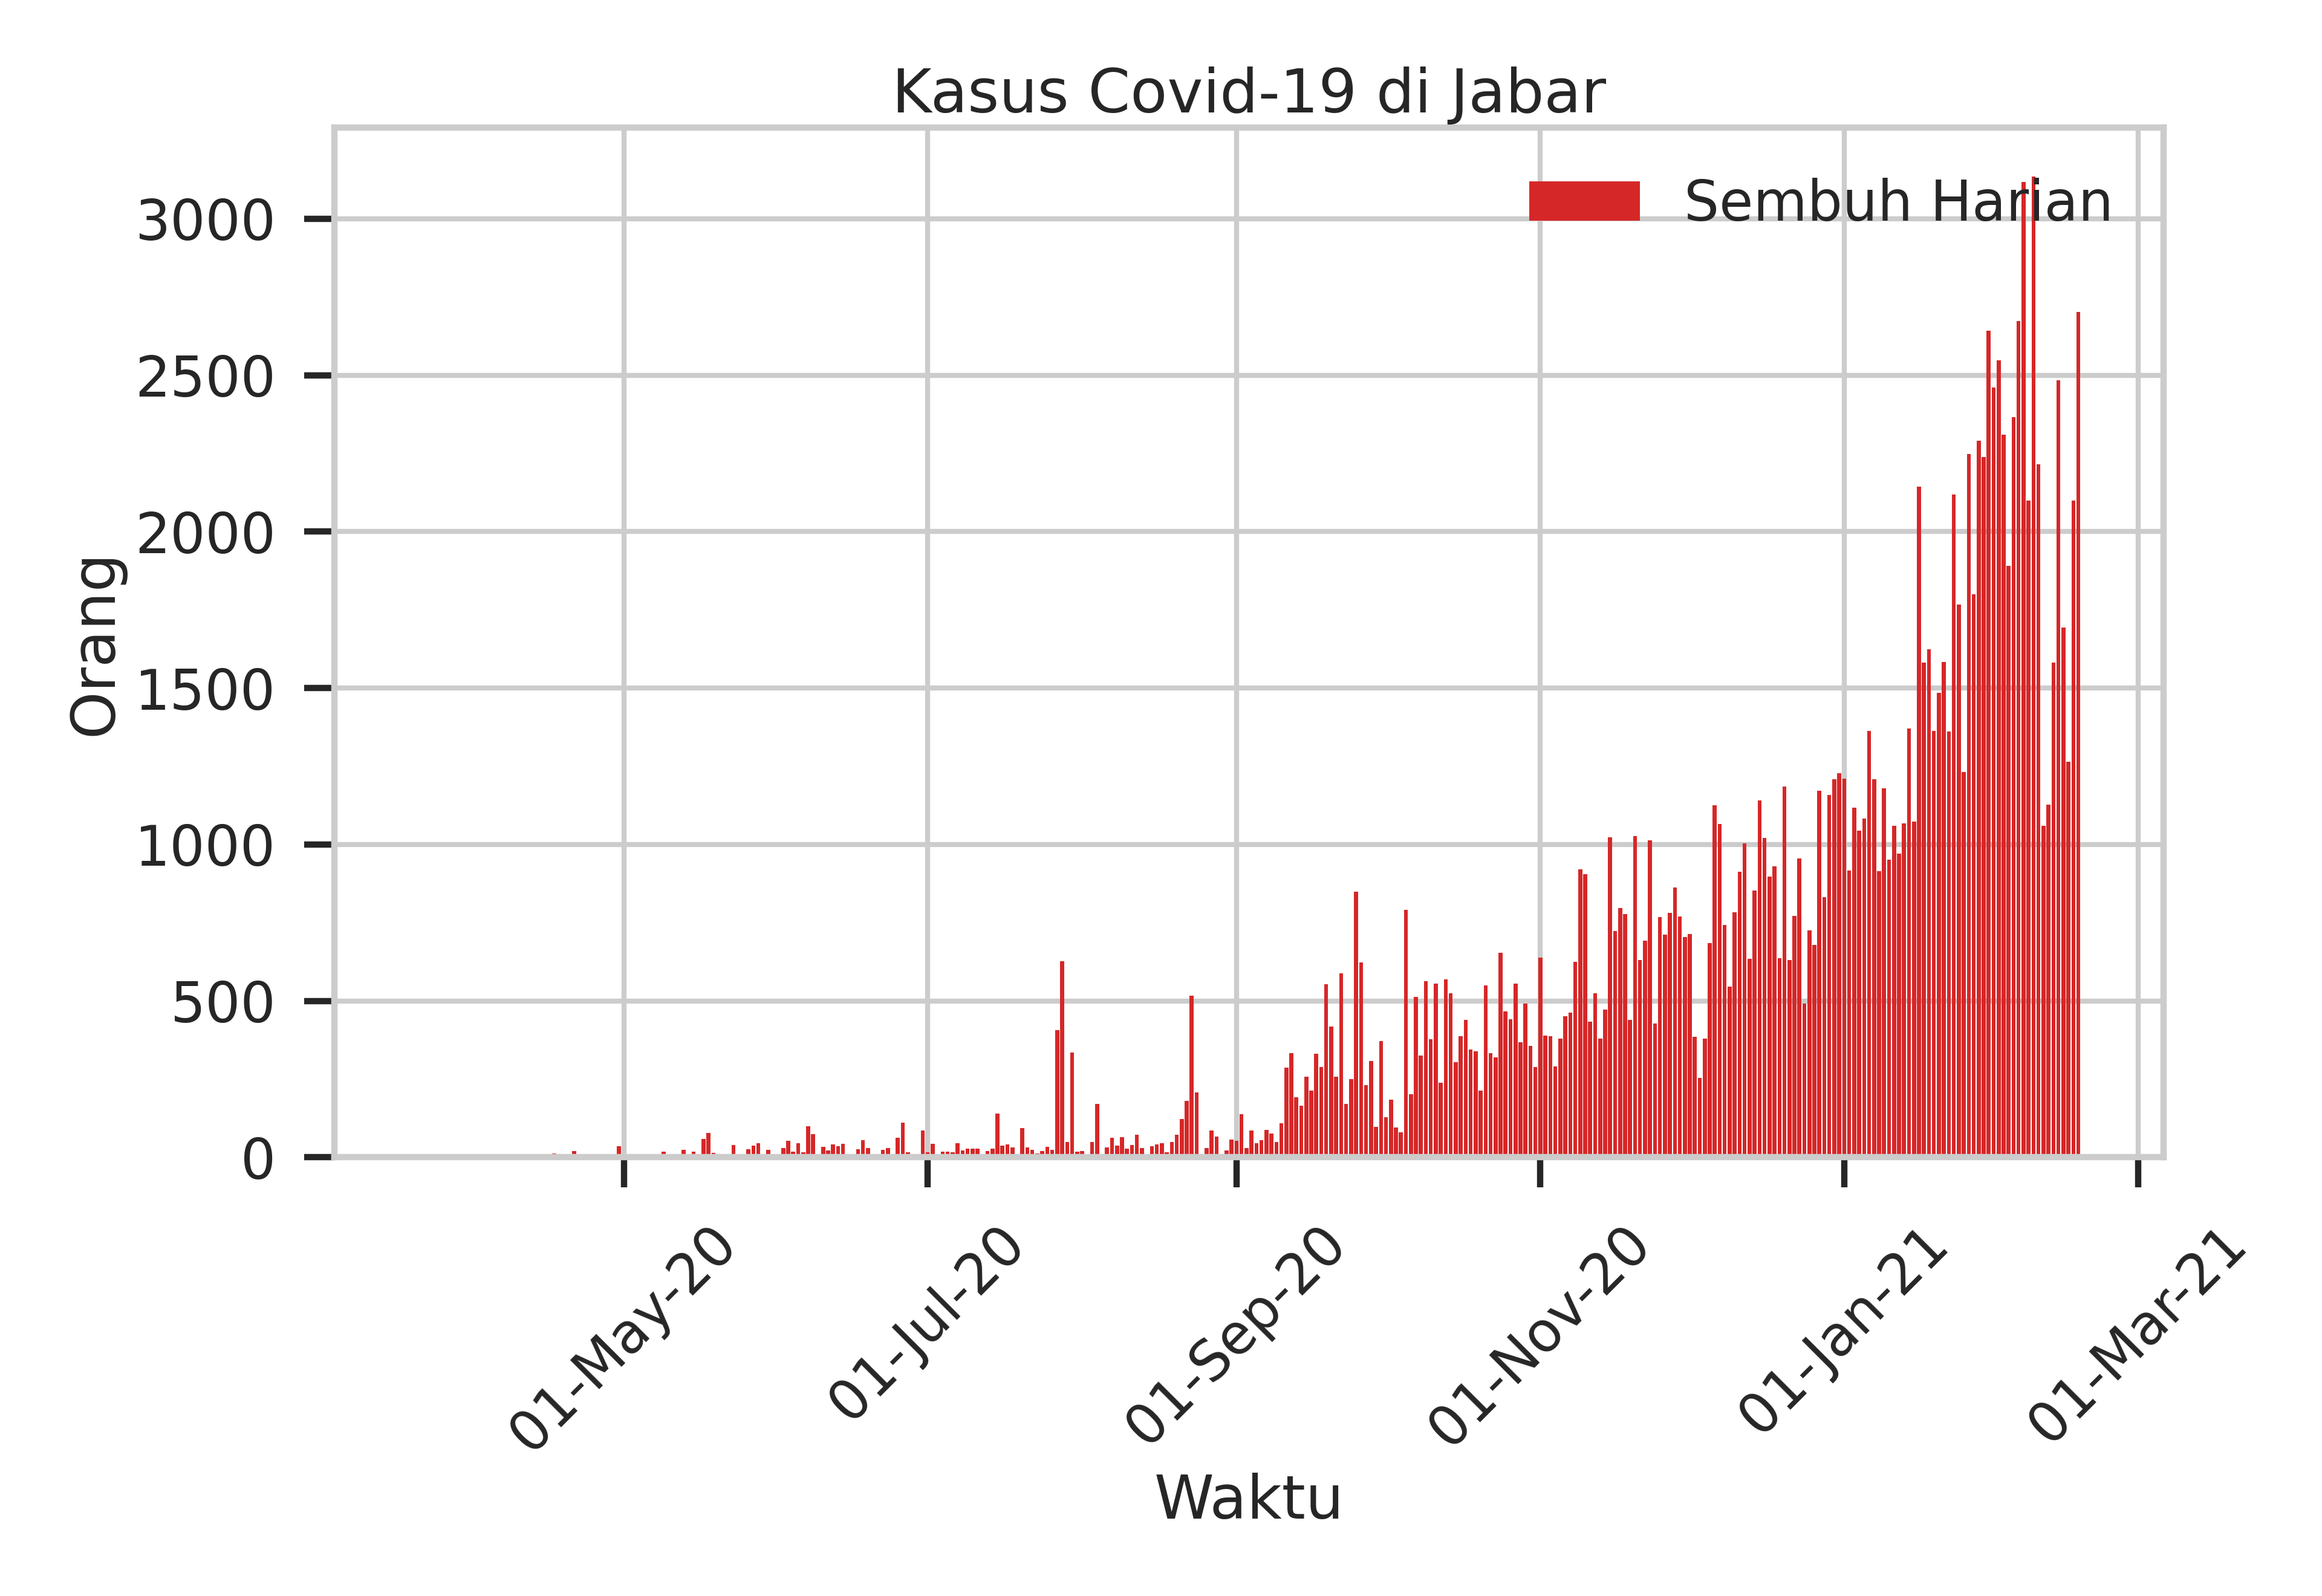 Kasus Covid-19 di Jabar
Sembuh Harian
3000
2500
2000
1500
1000
500
0
Orang
01-May-20
01-Jul-20
01-Sep-20
01-Nov-20
01-Jan-21
01-Mar-21
Waktu